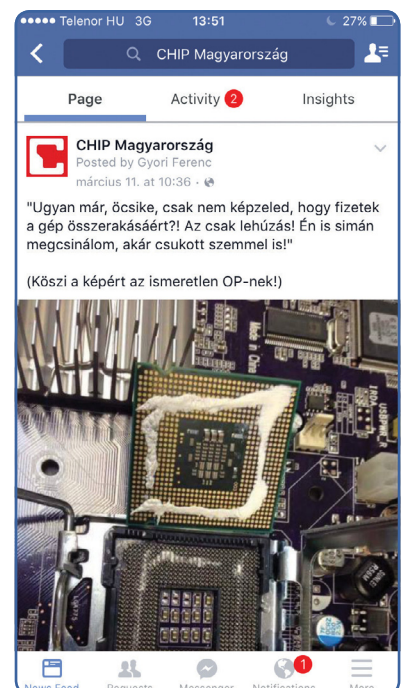 Telenor HU 3G 13:51 27%
CHIP Magyarország
Page Activity 2 Insights
CHIP Magyarország
Posted by Gyori Ferenc
március 11. at 10:36 ·
"Ugyan már, öcsike, csak nem képzeled, hogy fizetek
a gép összerakásáért?! Az csak lehúzás! Én is simán
megcsinálom, akár csukott szemmel is!"
(Köszi a képért az ismeretlen OP-nek!)
IRDA
USBPWR_R
1
News Feed Requests Messenger Notifications More